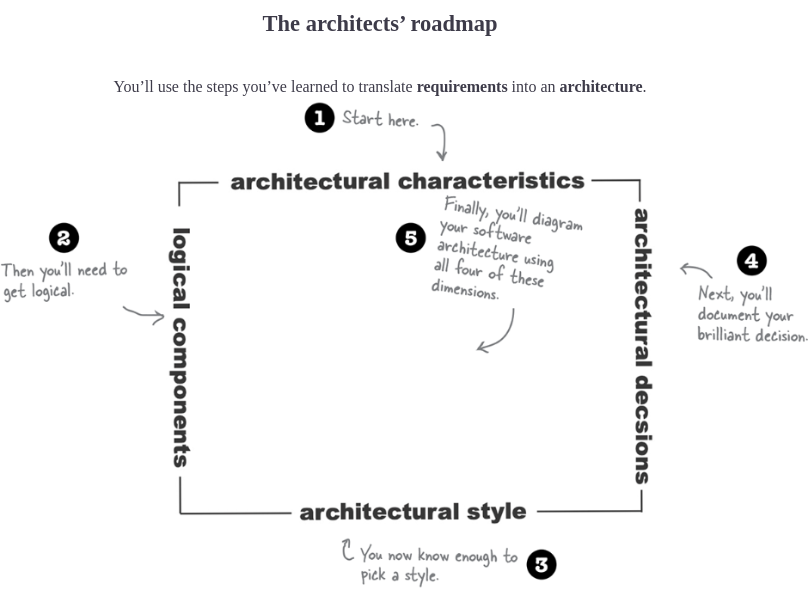 The architects’ roadmap
You’ll use the steps you’ve learned to translate requirements into an architecture.
1 Start here.
architectural characteristics
2
Then you'll need to
get logical.
logical components
5
Finally, you'll diagram
your software
architecture using
all four of these
dimensions.
architectural decsions
4
Next, you'll
document your
brilliant decision.
architectural style
You now know enough to
pick a style.
3